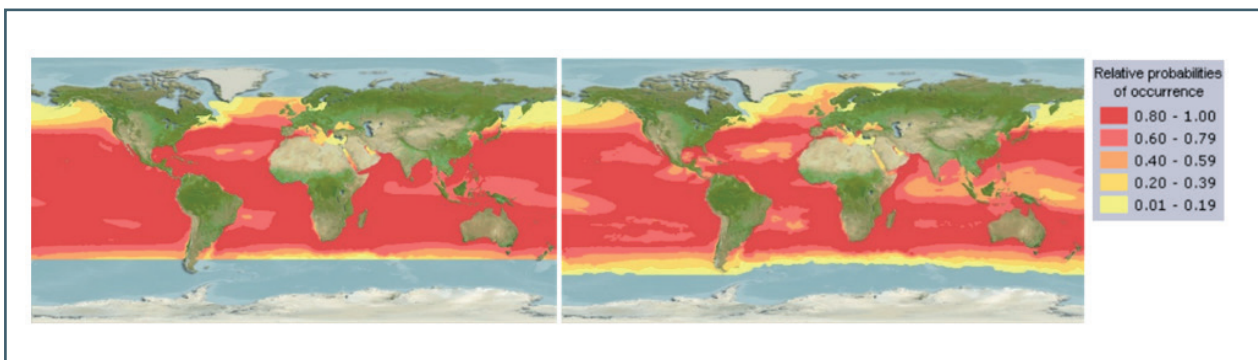 Relative probabilities
of occurrence
0.80 - 1.00
0.60 - 0.79
0.40 - 0.59
0.20 - 0.39
0.01 - 0.19